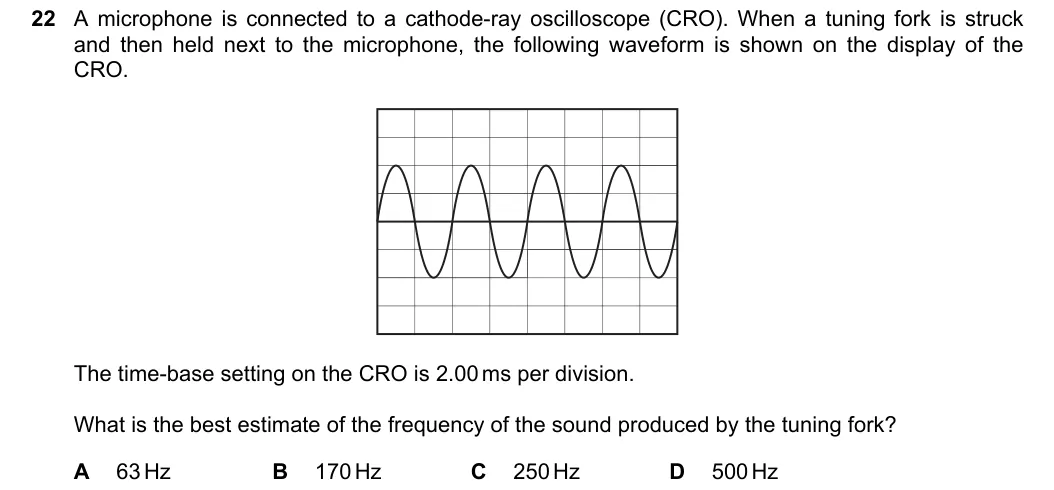 22 A microphone is connected to a cathode-ray oscilloscope (CRO). When a tuning fork is struck
and then held next to the microphone, the following waveform is shown on the display of the
CRO.
The time-base setting on the CRO is 2.00 ms per division.
What is the best estimate of the frequency of the sound produced by the tuning fork?
A 63 Hz B 170 Hz C 250 Hz D 500 Hz